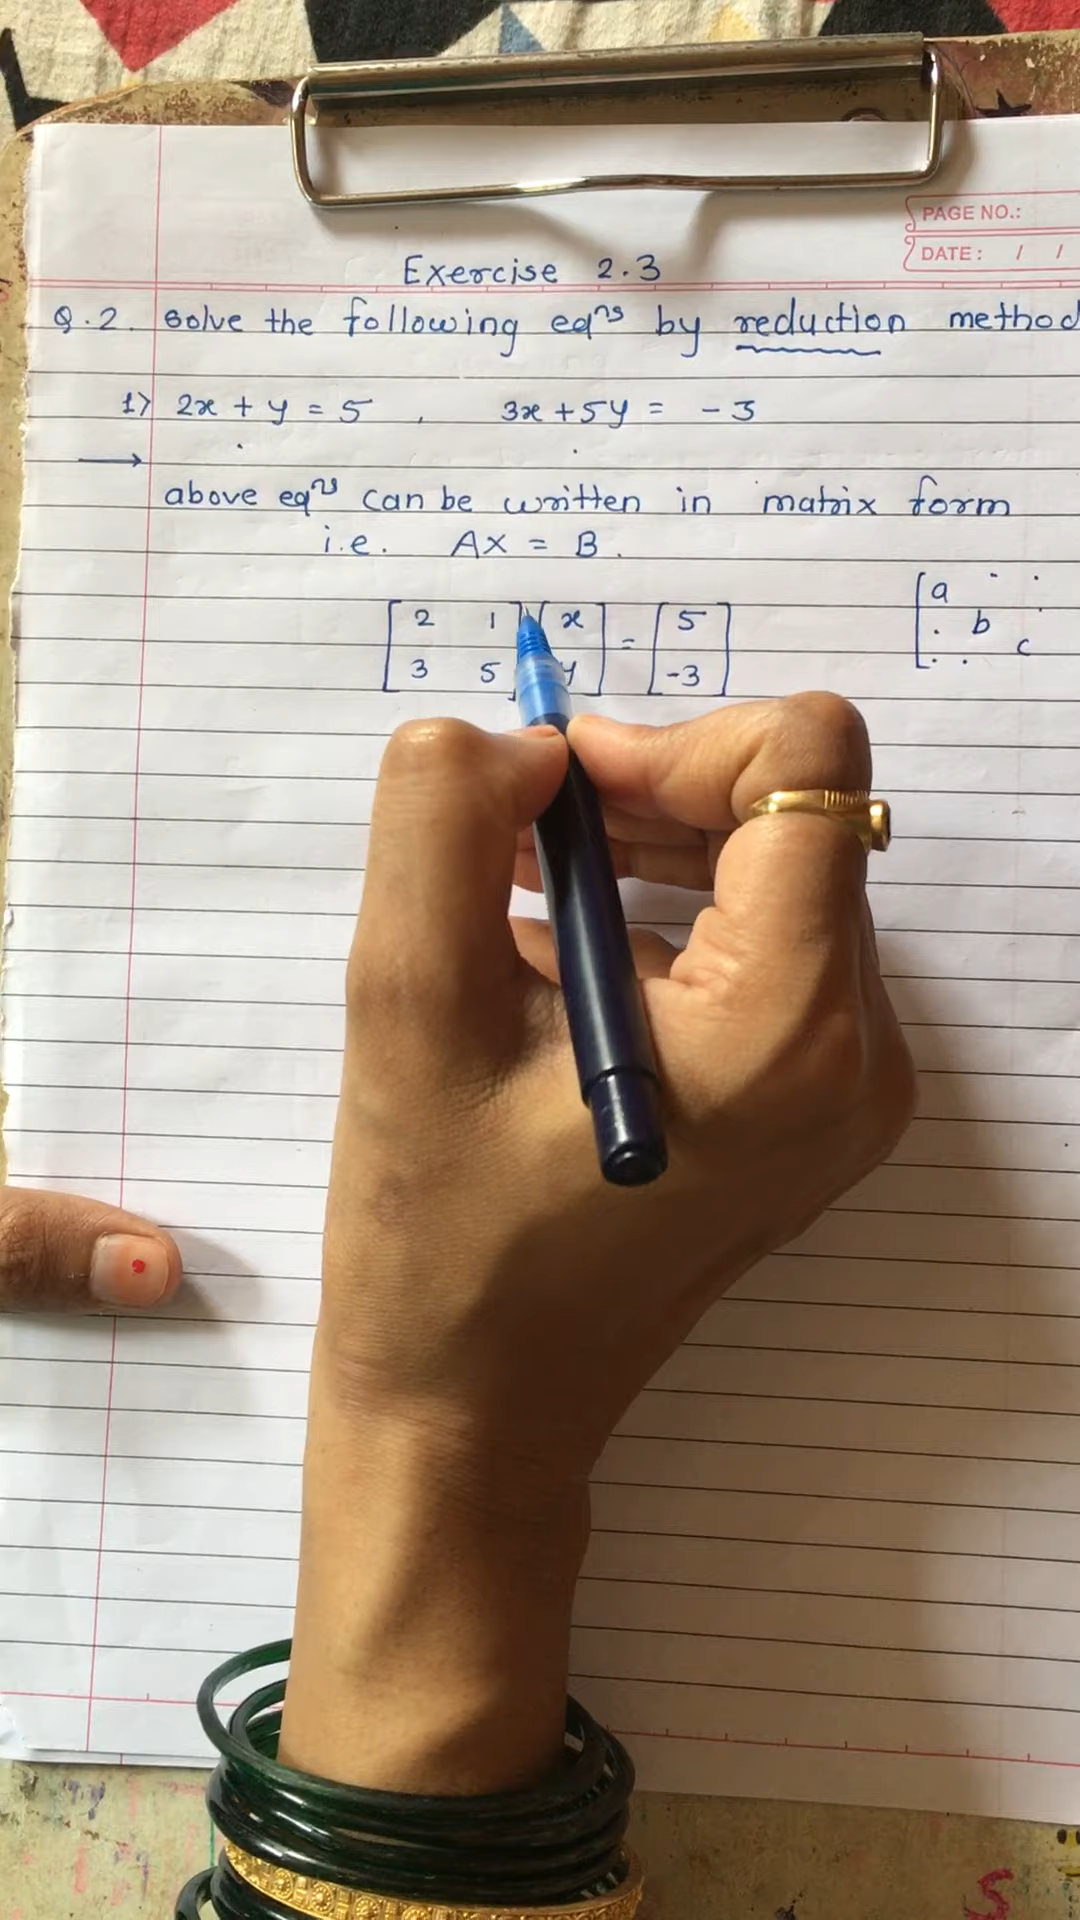 PAGE NO.:
DATE: / /
Exercise 2.3
Q.2. Solve the following eqⁿˢ by reduction method
1) 2x + y = 5 , 3x + 5y = -3
→
above eqⁿˢ can be written in matrix form
i.e. AX = B.
[2 1] [x] = [5]
[3 5] [y] [-3]
[a . .
. b .
. . c